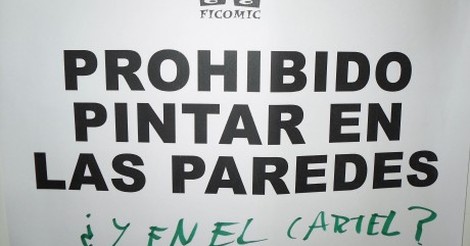 FICOMIC
PROHIBIDO
PINTAR EN
LAS PAREDES
¿Y EN EL CARTEL?